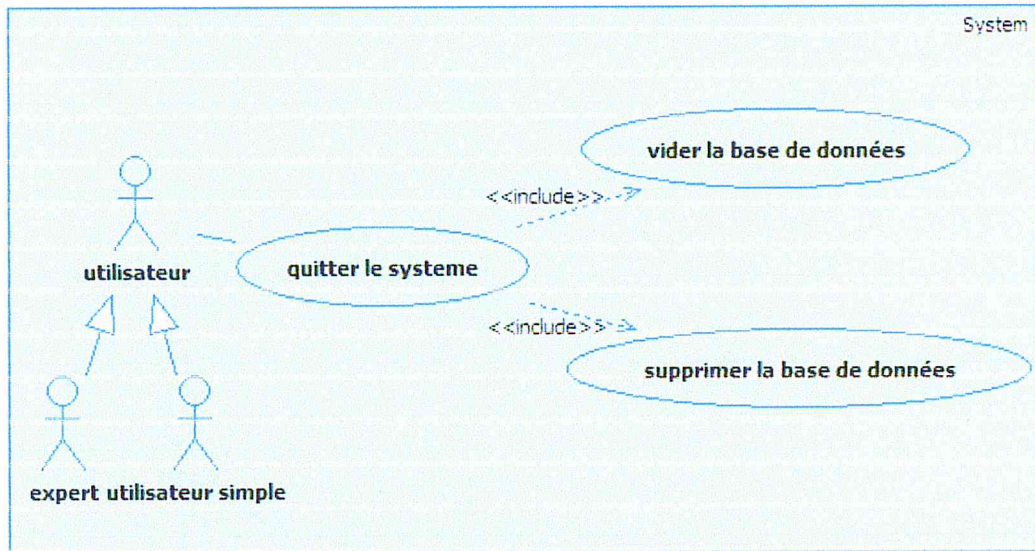 System
vider la base de données
<<include>>
utilisateur
quitter le systeme
<<include>>
supprimer la base de données
expert utilisateur simple